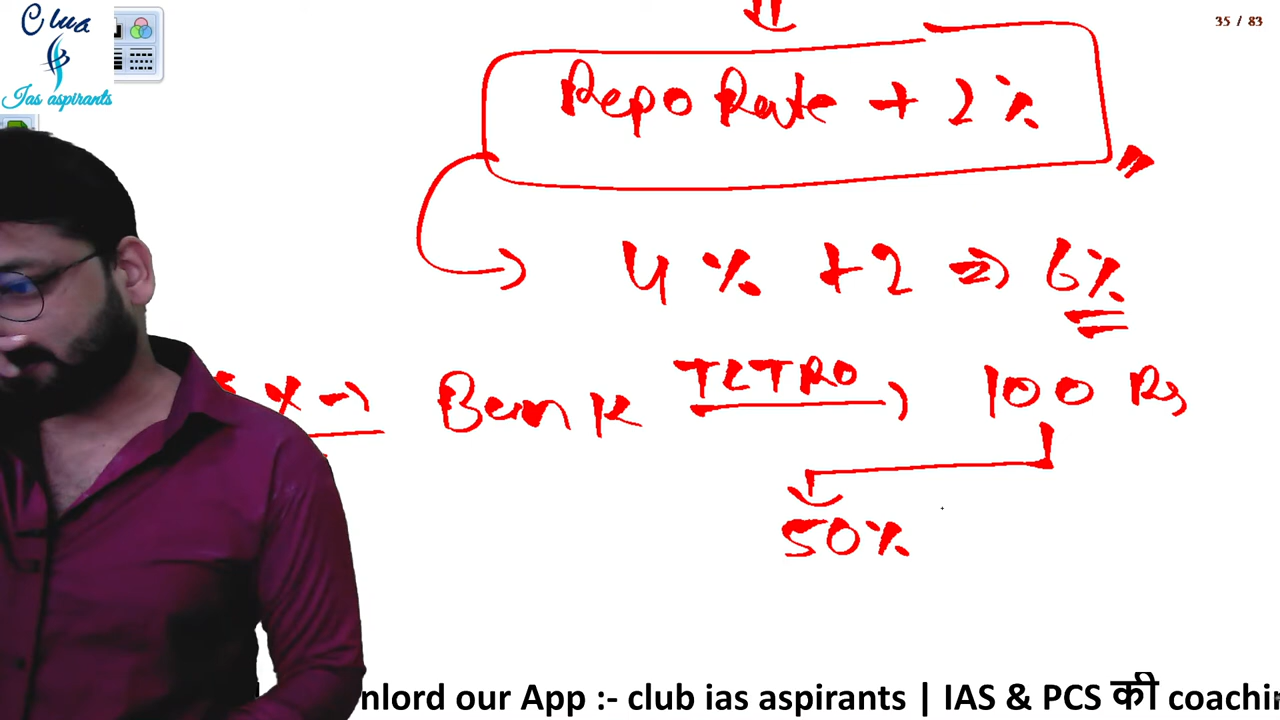 Club
Ias aspirants
35 / 83
Repo Rate + 2%
4% + 2 ⇒ 6%
Bank TLTRO 100 Rs
50%
nlord our App :- club ias aspirants | IAS & PCS की coachin